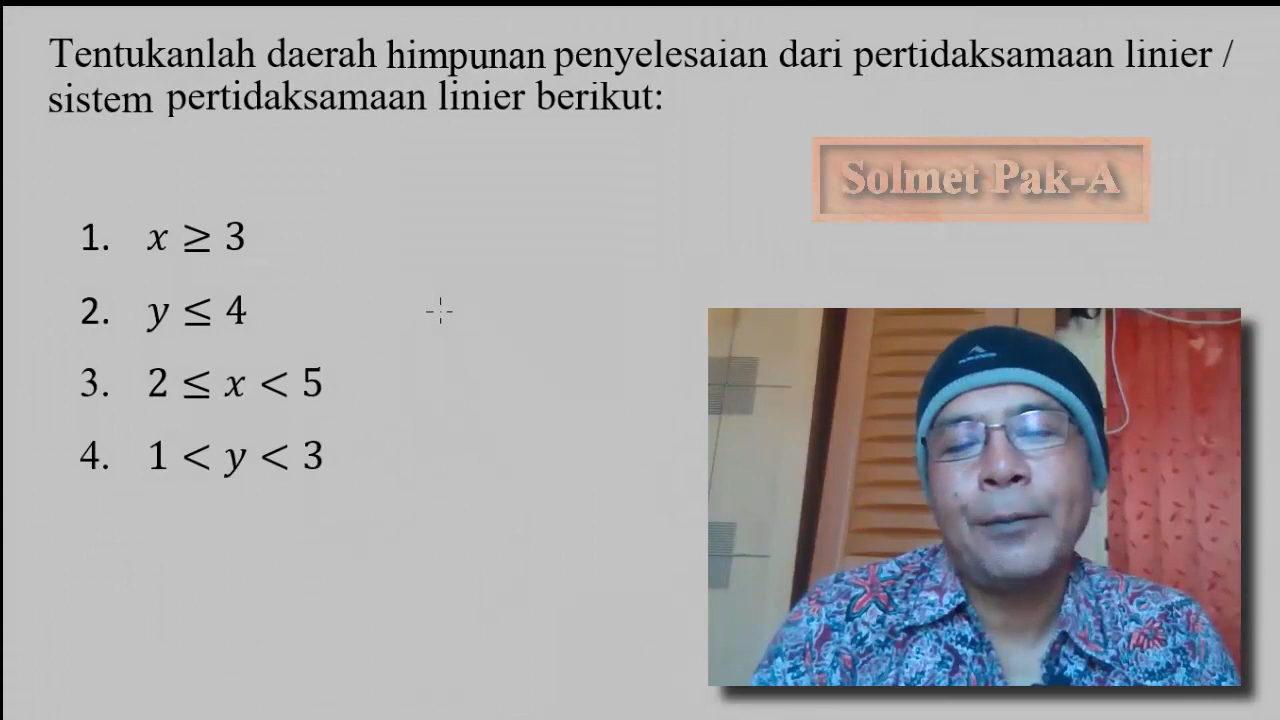 Tentukanlah daerah himpunan penyelesaian dari pertidaksamaan linier /
sistem pertidaksamaan linier berikut:
Solmet Pak-A
1. x ≥ 3
2. y ≤ 4
3. 2 ≤ x < 5
4. 1 < y < 3